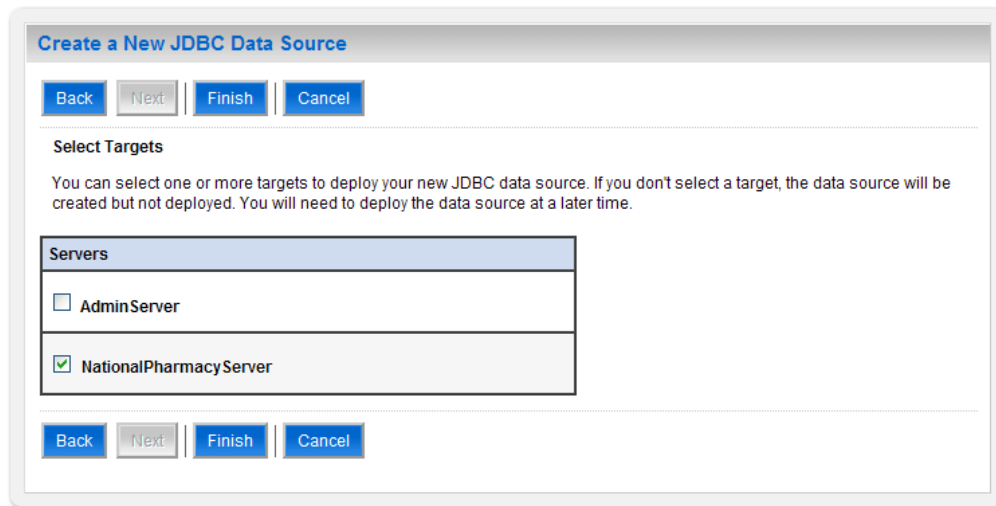 Create a New JDBC Data Source
Back Next Finish Cancel
Select Targets
You can select one or more targets to deploy your new JDBC data source. If you don't select a target, the data source will be
created but not deployed. You will need to deploy the data source at a later time.
Servers
AdminServer
NationalPharmacyServer
Back Next Finish Cancel